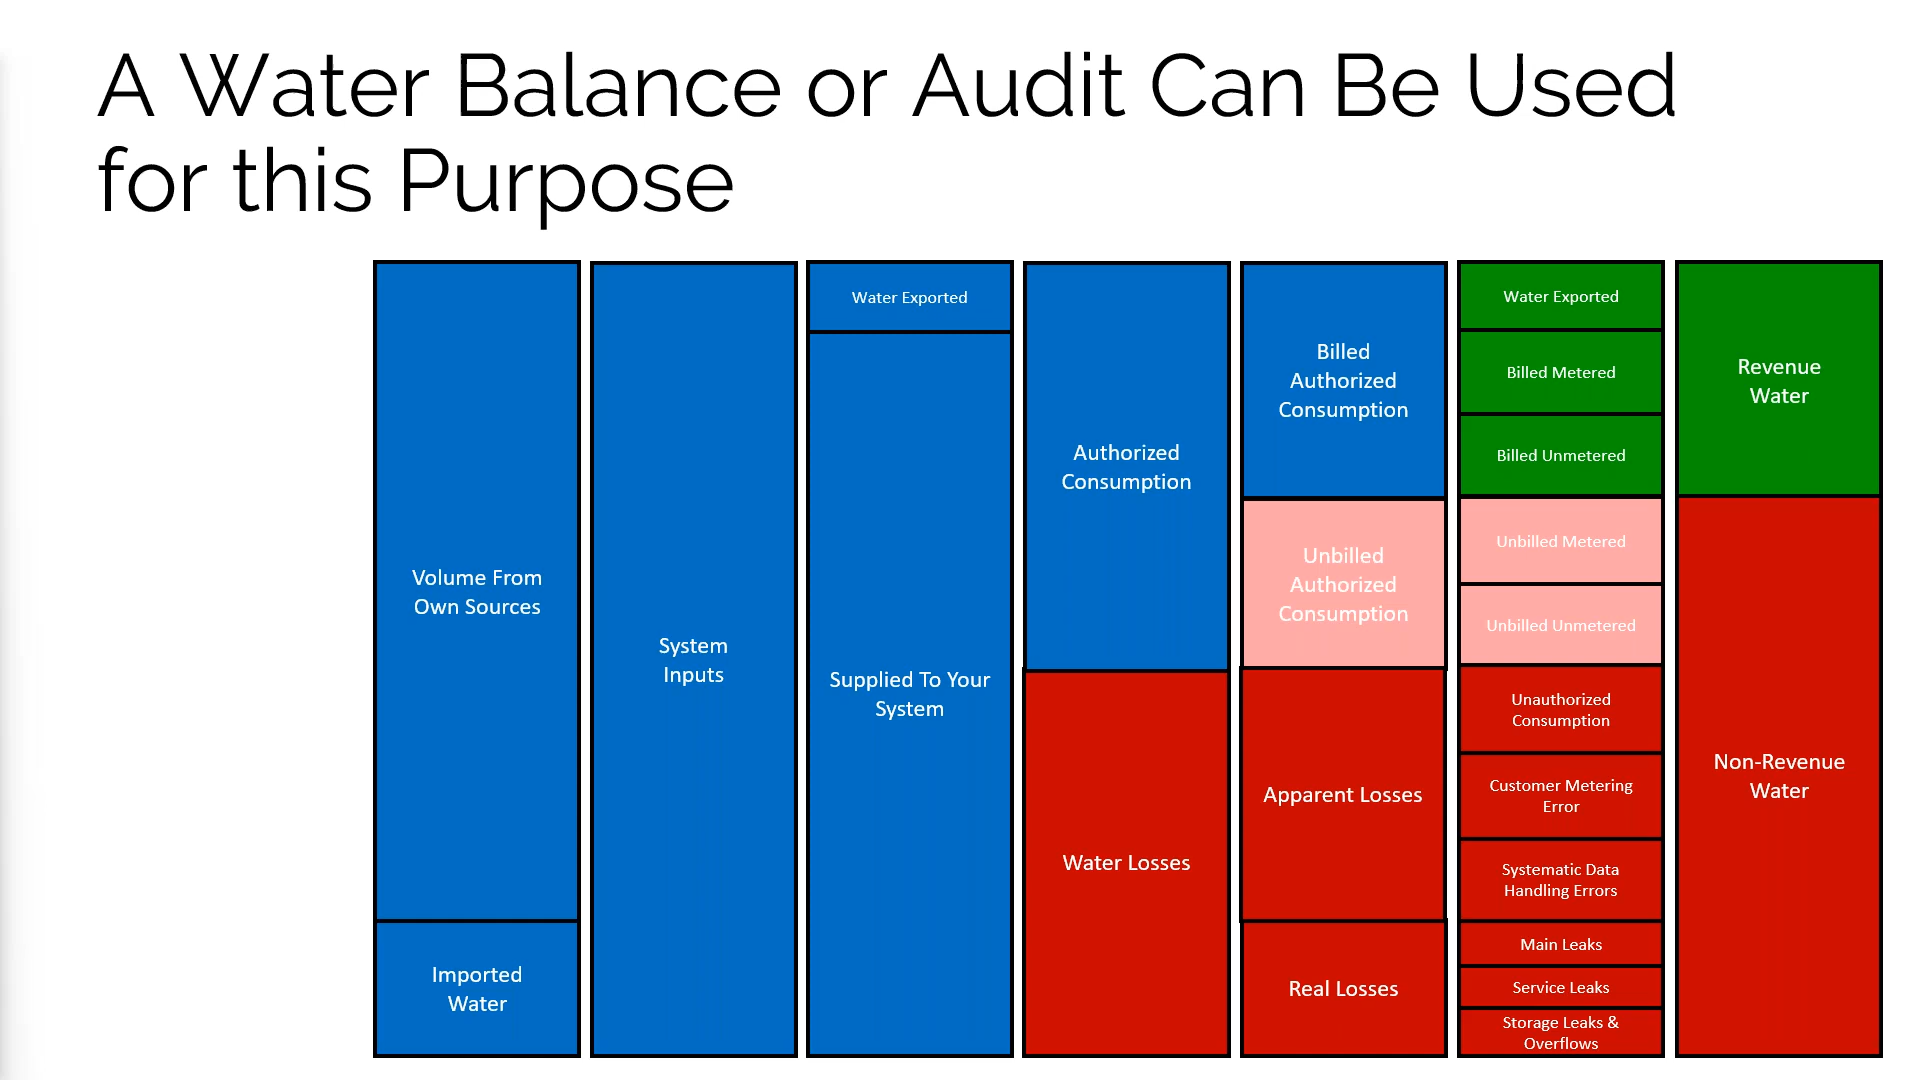 A Water Balance or Audit Can Be Used
for this Purpose
Volume From
Own Sources
Imported
Water
System
Inputs
Water Exported
Supplied To Your
System
Authorized
Consumption
Water Losses
Billed
Authorized
Consumption
Unbilled
Authorized
Consumption
Apparent Losses
Real Losses
Water Exported
Billed Metered
Billed Unmetered
Unbilled Metered
Unbilled Unmetered
Unauthorized
Consumption
Customer Metering
Error
Systematic Data
Handling Errors
Main Leaks
Service Leaks
Storage Leaks &
Overflows
Revenue
Water
Non-Revenue
Water